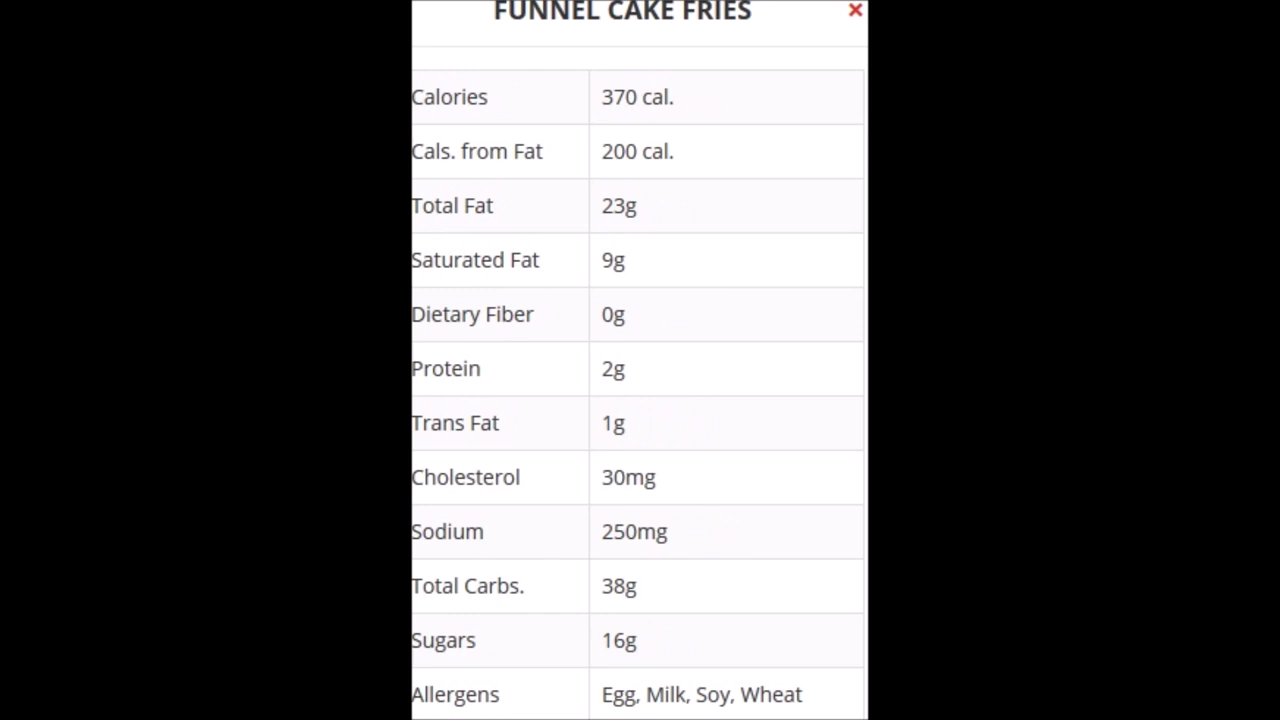 FUNNEL CAKE FRIES ×
Calories 370 cal.
Cals. from Fat 200 cal.
Total Fat 23g
Saturated Fat 9g
Dietary Fiber 0g
Protein 2g
Trans Fat 1g
Cholesterol 30mg
Sodium 250mg
Total Carbs. 38g
Sugars 16g
Allergens Egg, Milk, Soy, Wheat